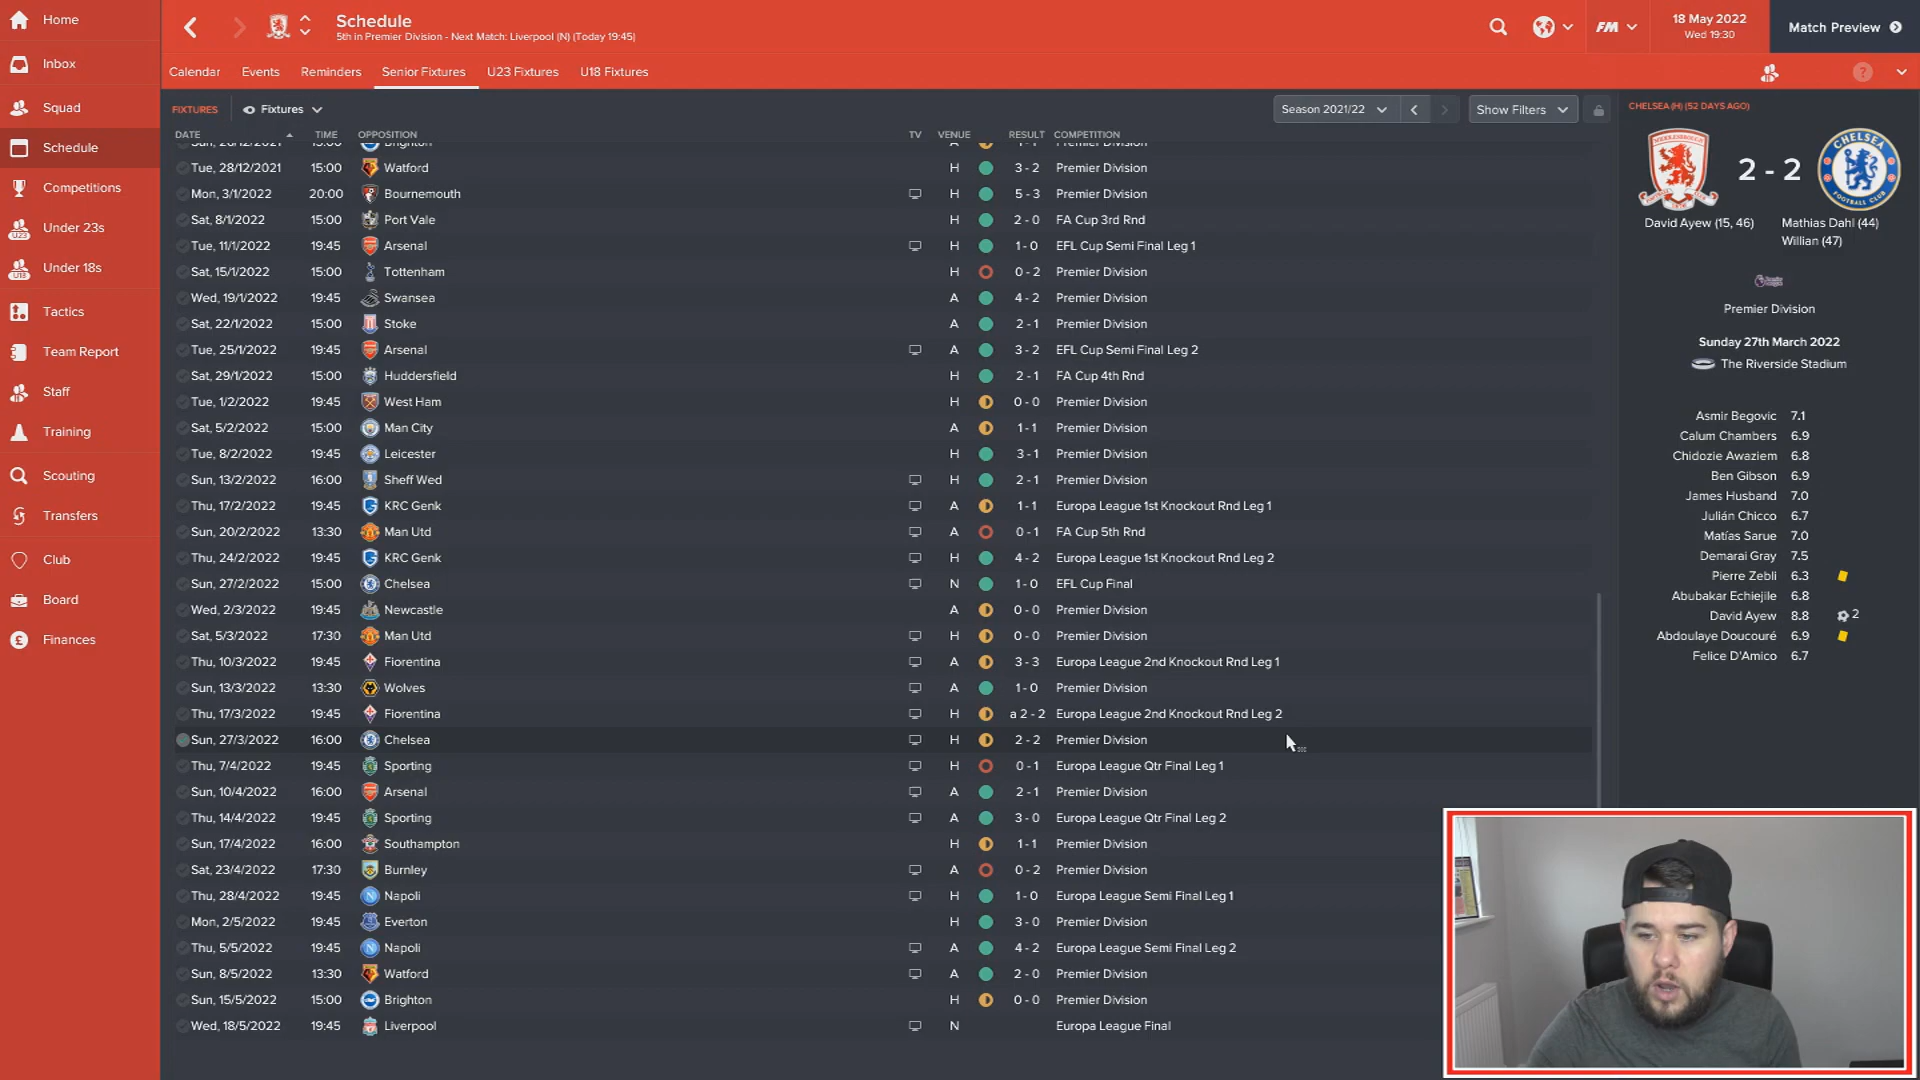 Home
Inbox
Squad
Schedule
Competitions
Under 23s
Under 18s
Tactics
Team Report
Staff
Training
Scouting
Transfers
Club
Board
Finances
Schedule
5th in Premier Division - Next Match: Liverpool (N) (Today 19:45)
FM
18 May 2022
Wed 19:30
Match Preview
Calendar Events Reminders Senior Fixtures U23 Fixtures U18 Fixtures
FIXTURES Fixtures Season 2021/22 Show Filters
DATE TIME OPPOSITION TV VENUE RESULT COMPETITION
Sun, 26/12/2021 15:00 Brighton A 1-1 Premier Division
Tue, 28/12/2021 15:00 Watford H 3-2 Premier Division
Mon, 3/1/2022 20:00 Bournemouth H 5-3 Premier Division
Sat, 8/1/2022 15:00 Port Vale H 2-0 FA Cup 3rd Rnd
Tue, 11/1/2022 19:45 Arsenal H 1-0 EFL Cup Semi Final Leg 1
Sat, 15/1/2022 15:00 Tottenham H 0-2 Premier Division
Wed, 19/1/2022 19:45 Swansea A 4-2 Premier Division
Sat, 22/1/2022 15:00 Stoke A 2-1 Premier Division
Tue, 25/1/2022 19:45 Arsenal A 3-2 EFL Cup Semi Final Leg 2
Sat, 29/1/2022 15:00 Huddersfield H 2-1 FA Cup 4th Rnd
Tue, 1/2/2022 19:45 West Ham H 0-0 Premier Division
Sat, 5/2/2022 15:00 Man City A 1-1 Premier Division
Tue, 8/2/2022 19:45 Leicester H 3-1 Premier Division
Sun, 13/2/2022 16:00 Sheff Wed H 2-1 Premier Division
Thu, 17/2/2022 19:45 KRC Genk A 1-1 Europa League 1st Knockout Rnd Leg 1
Sun, 20/2/2022 13:30 Man Utd A 0-1 FA Cup 5th Rnd
Thu, 24/2/2022 19:45 KRC Genk H 4-2 Europa League 1st Knockout Rnd Leg 2
Sun, 27/2/2022 15:00 Chelsea N 1-0 EFL Cup Final
Wed, 2/3/2022 19:45 Newcastle A 0-0 Premier Division
Sat, 5/3/2022 17:30 Man Utd H 0-0 Premier Division
Thu, 10/3/2022 19:45 Fiorentina A 3-3 Europa League 2nd Knockout Rnd Leg 1
Sun, 13/3/2022 13:30 Wolves A 1-0 Premier Division
Thu, 17/3/2022 19:45 Fiorentina H a 2-2 Europa League 2nd Knockout Rnd Leg 2
Sun, 27/3/2022 16:00 Chelsea H 2-2 Premier Division
Thu, 7/4/2022 19:45 Sporting H 0-1 Europa League Qtr Final Leg 1
Sun, 10/4/2022 16:00 Arsenal A 2-1 Premier Division
Thu, 14/4/2022 19:45 Sporting A 3-0 Europa League Qtr Final Leg 2
Sun, 17/4/2022 16:00 Southampton H 1-1 Premier Division
Sat, 23/4/2022 17:30 Burnley A 0-2 Premier Division
Thu, 28/4/2022 19:45 Napoli H 1-0 Europa League Semi Final Leg 1
Mon, 2/5/2022 19:45 Everton H 3-0 Premier Division
Thu, 5/5/2022 19:45 Napoli A 4-2 Europa League Semi Final Leg 2
Sun, 8/5/2022 13:30 Watford A 2-0 Premier Division
Sun, 15/5/2022 15:00 Brighton H 0-0 Premier Division
Wed, 18/5/2022 19:45 Liverpool N Europa League Final
CHELSEA (H) (52 DAYS AGO)
2 - 2
David Ayew (15, 46) Mathias Dahl (44)
Willian (47)
Premier Division
Sunday 27th March 2022
The Riverside Stadium
Asmir Begovic 7.1
Calum Chambers 6.9
Chidozie Awaziem 6.8
Ben Gibson 6.9
James Husband 7.0
Julián Chicco 6.7
Matías Sarue 7.0
Demarai Gray 7.5
Pierre Zebli 6.3
Abubakar Echiejile 6.8
David Ayew 8.8 2
Abdoulaye Doucouré 6.9
Felice D'Amico 6.7